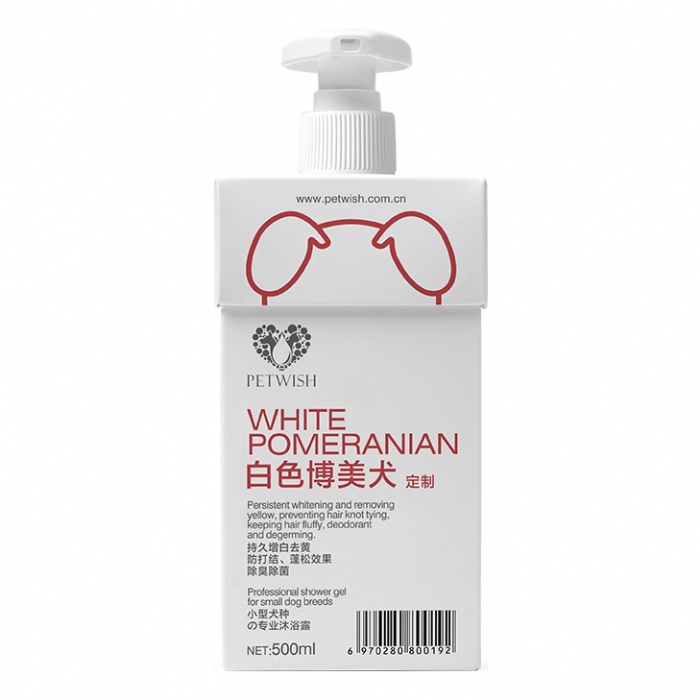 www.petwish.com.cn
PETWISH
WHITE
POMERANIAN
白色博美犬 定制
Persistent whitening and removing
yellow, preventing hair knot tying,
keeping hair fluffy, deodorant
and degerming.
持久增白去黄
防打结、蓬松效果
除臭除菌
Professional shower gel
for small dog breeds
小型犬种
の专业沐浴露
NET:500ml
6 970280 800192